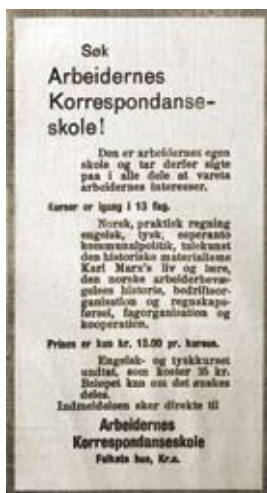 Søk
Arbeidernes
Korrespondanse-
skole!
Den er arbeidernes egen
skole og tar derfor sigte
paa i alle dele at vareta
arbeidernes interesser.
Kurser er igang i 13 fag.
Norsk, praktisk regning
engelsk, tysk, esperanto
kommunalpolitik, talekunst
den historiske materialisme
Karl Marx's liv og lære,
den norske arbeiderbevæ-
gelsen historie, bedriftsor-
ganisation og regnskaps-
førsel, fagorganisation og
kooperation.
Prisen er kun kr. 15.00 pr. kursus.
Engelsk- og tyskkurset
undtat, som koster 25 kr.
Beløpet kan om det ønskes
deles.
Indmeldelsen sker direkte til
Arbeidernes
Korrespondanseskole
Folkets hus, Kr.a.